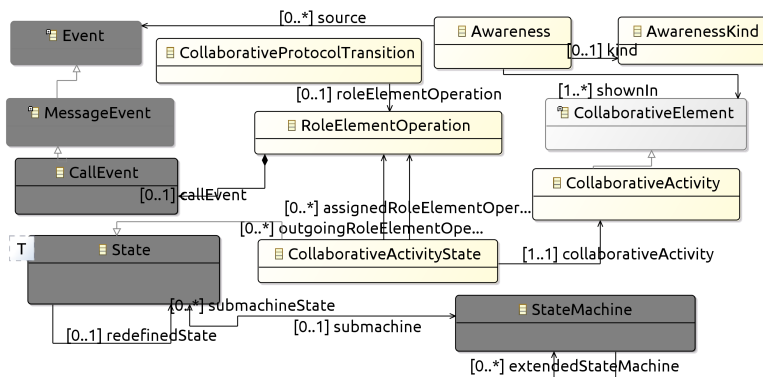 [0..*] source
Event
Awareness
AwarenessKind
CollaborativeProtocolTransition
[0..1] kind
[0..1] roleElementOperation
[1..*] shownIn
MessageEvent
RoleElementOperation
CollaborativeElement
CallEvent
CollaborativeActivity
[0..1] callEvent
[0..*] assignedRoleElementOper...
[0..*] outgoingRoleElementOpe...
T
State
CollaborativeActivityState
[1..1] collaborativeActivity
[0..*] submachineState
StateMachine
[0..1] redefinedState
[0..1] submachine
[0..*] extendedStateMachine